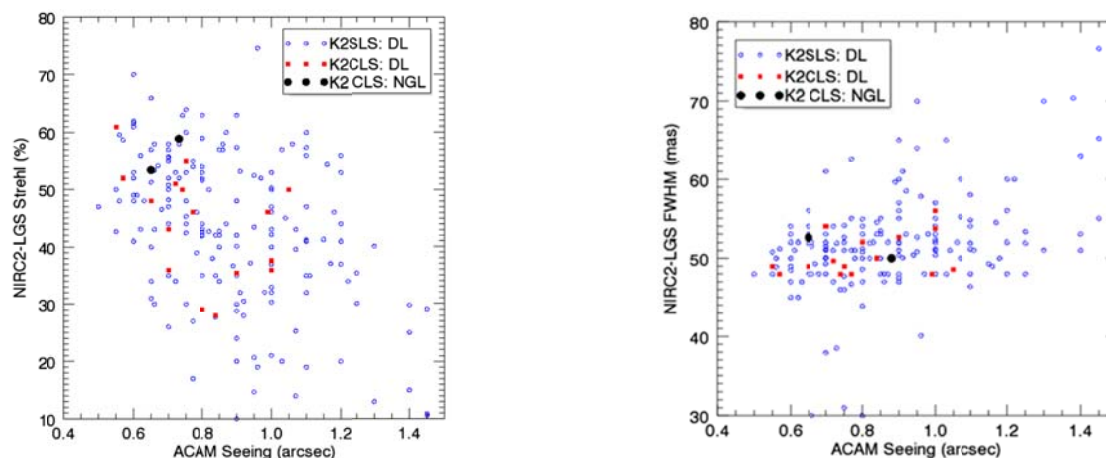 80
70
60
50
40
30
20
10
NIRC2-LGS Strehl (%)
K2SLS: DL
K2CLS: DL
K2 CLS: NGL
0.4 0.6 0.8 1.0 1.2 1.4
ACAM Seeing (arcsec)
80
70
60
50
40
30
NIRC2-LGS FWHM (mas)
K2SLS: DL
K2CLS: DL
K2 CLS: NGL
0.4 0.6 0.8 1.0 1.2 1.4
ACAM Seeing (arcsec)